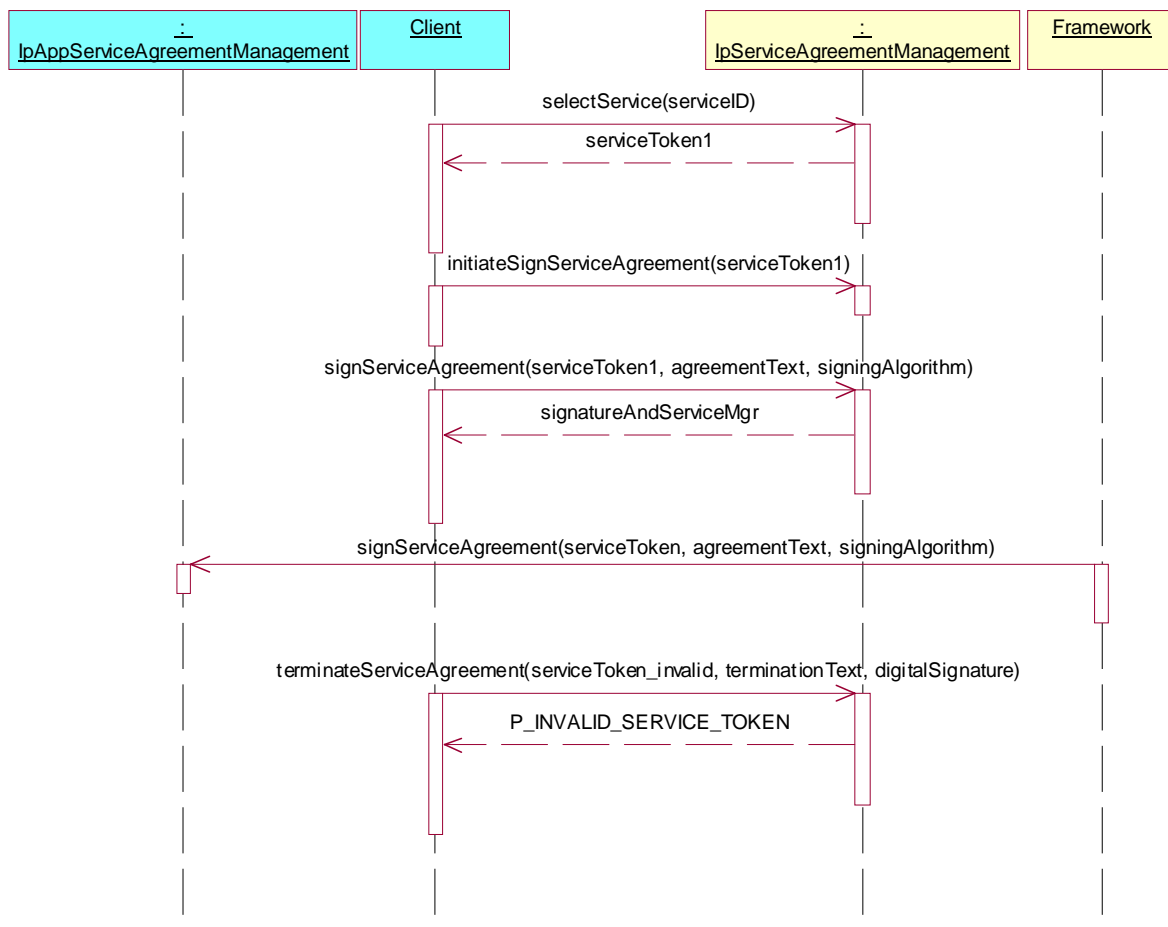 :
IpAppServiceAgreementManagement
Client
:
IpServiceAgreementManagement
Framework
selectService(serviceID)
serviceToken1
initiateSignServiceAgreement(serviceToken1)
signServiceAgreement(serviceToken1, agreementText, signingAlgorithm)
signatureAndServiceMgr
signServiceAgreement(serviceToken, agreementText, signingAlgorithm)
terminateServiceAgreement(serviceToken_invalid, terminationText, digitalSignature)
P_INVALID_SERVICE_TOKEN